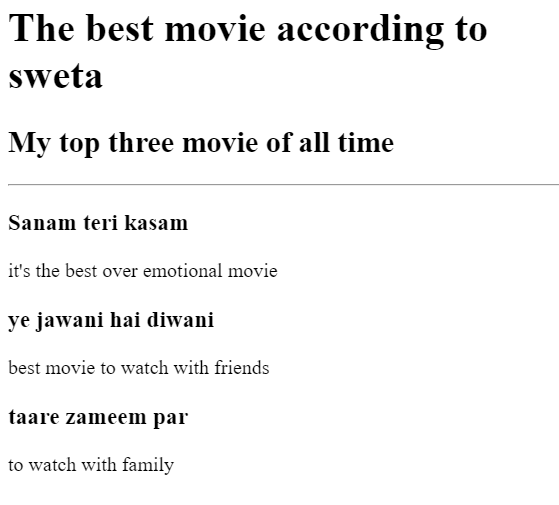 The best movie according to
sweta
My top three movie of all time
Sanam teri kasam
it's the best over emotional movie
ye jawani hai diwani
best movie to watch with friends
taare zameem par
to watch with family